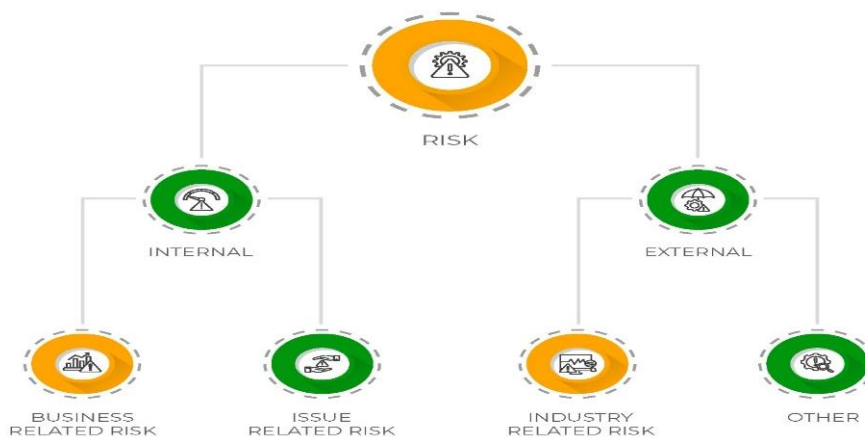 RISK
INTERNAL
EXTERNAL
BUSINESS
RELATED RISK
ISSUE
RELATED RISK
INDUSTRY
RELATED RISK
OTHER